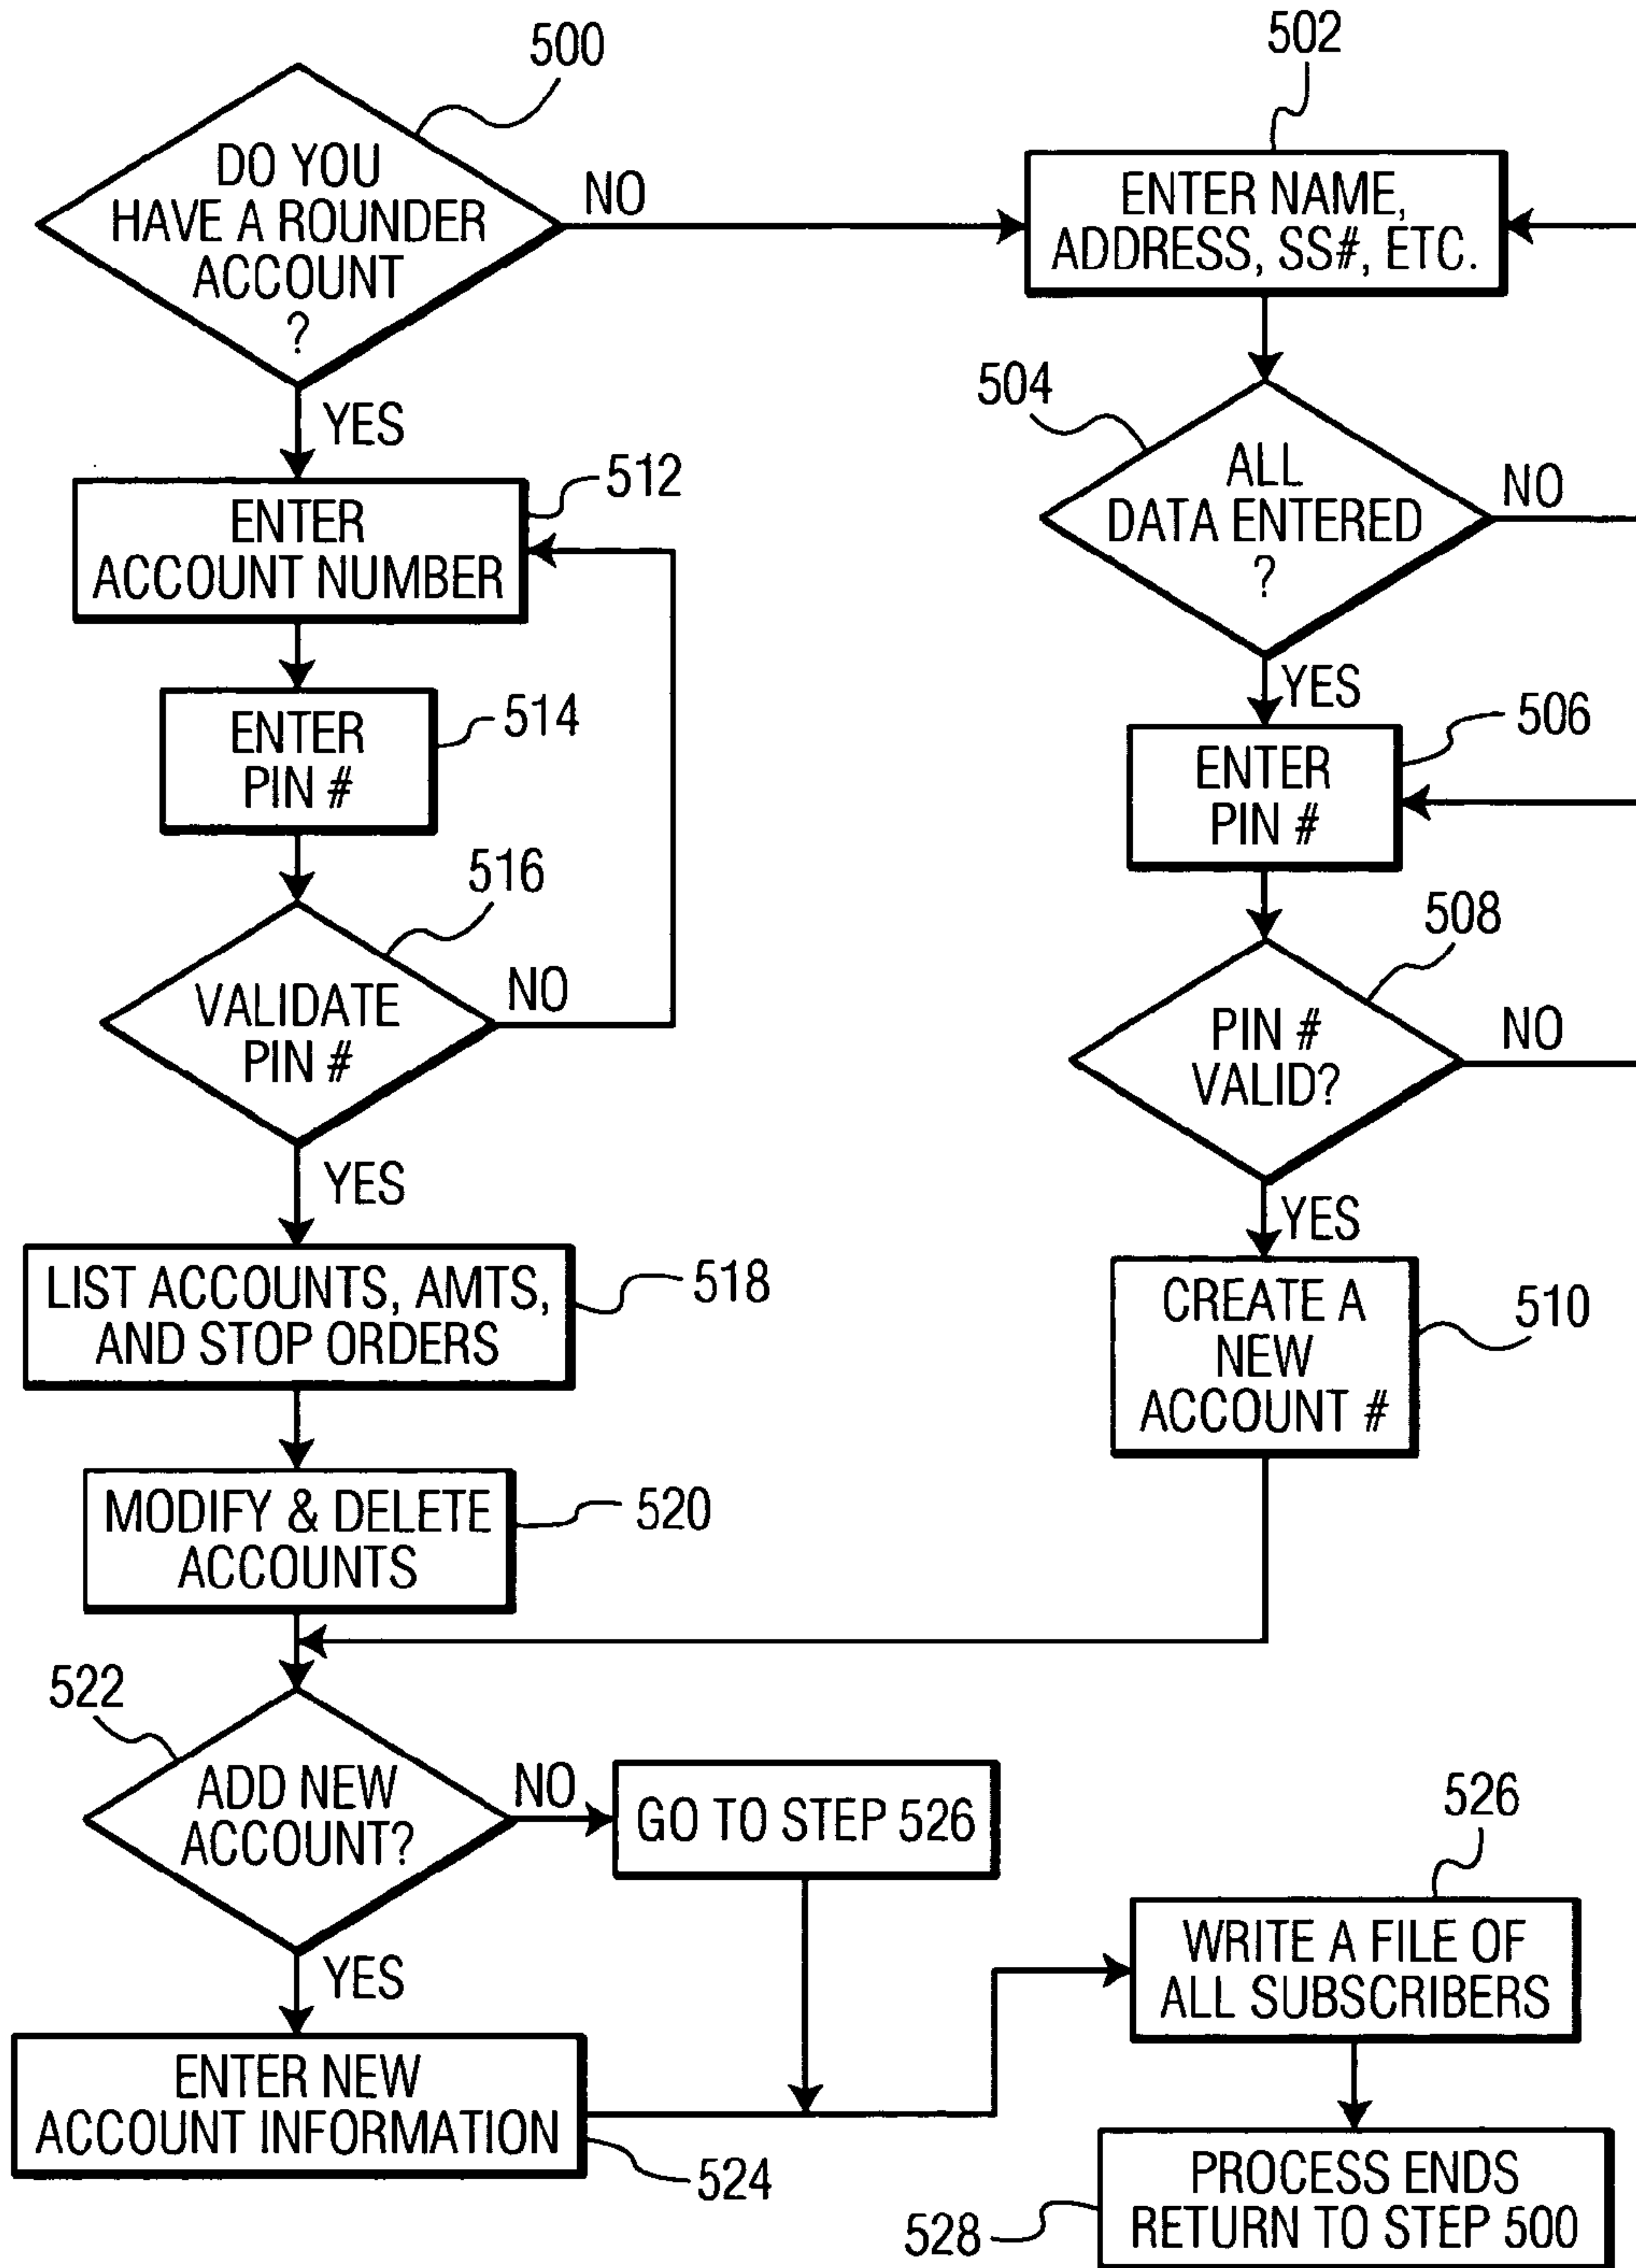 500
DO YOU
HAVE A ROUNDER
ACCOUNT
?
NO
YES
502
ENTER NAME,
ADDRESS, SS#, ETC.
504
ALL
DATA ENTERED
?
NO
YES
506
ENTER
PIN #
508
PIN #
VALID?
NO
YES
510
CREATE A
NEW
ACCOUNT #
512
ENTER
ACCOUNT NUMBER
514
ENTER
PIN #
516
VALIDATE
PIN #
NO
YES
518
LIST ACCOUNTS, AMTS,
AND STOP ORDERS
520
MODIFY & DELETE
ACCOUNTS
522
ADD NEW
ACCOUNT?
NO
GO TO STEP 526
YES
ENTER NEW
ACCOUNT INFORMATION
524
526
WRITE A FILE OF
ALL SUBSCRIBERS
528
PROCESS ENDS
RETURN TO STEP 500